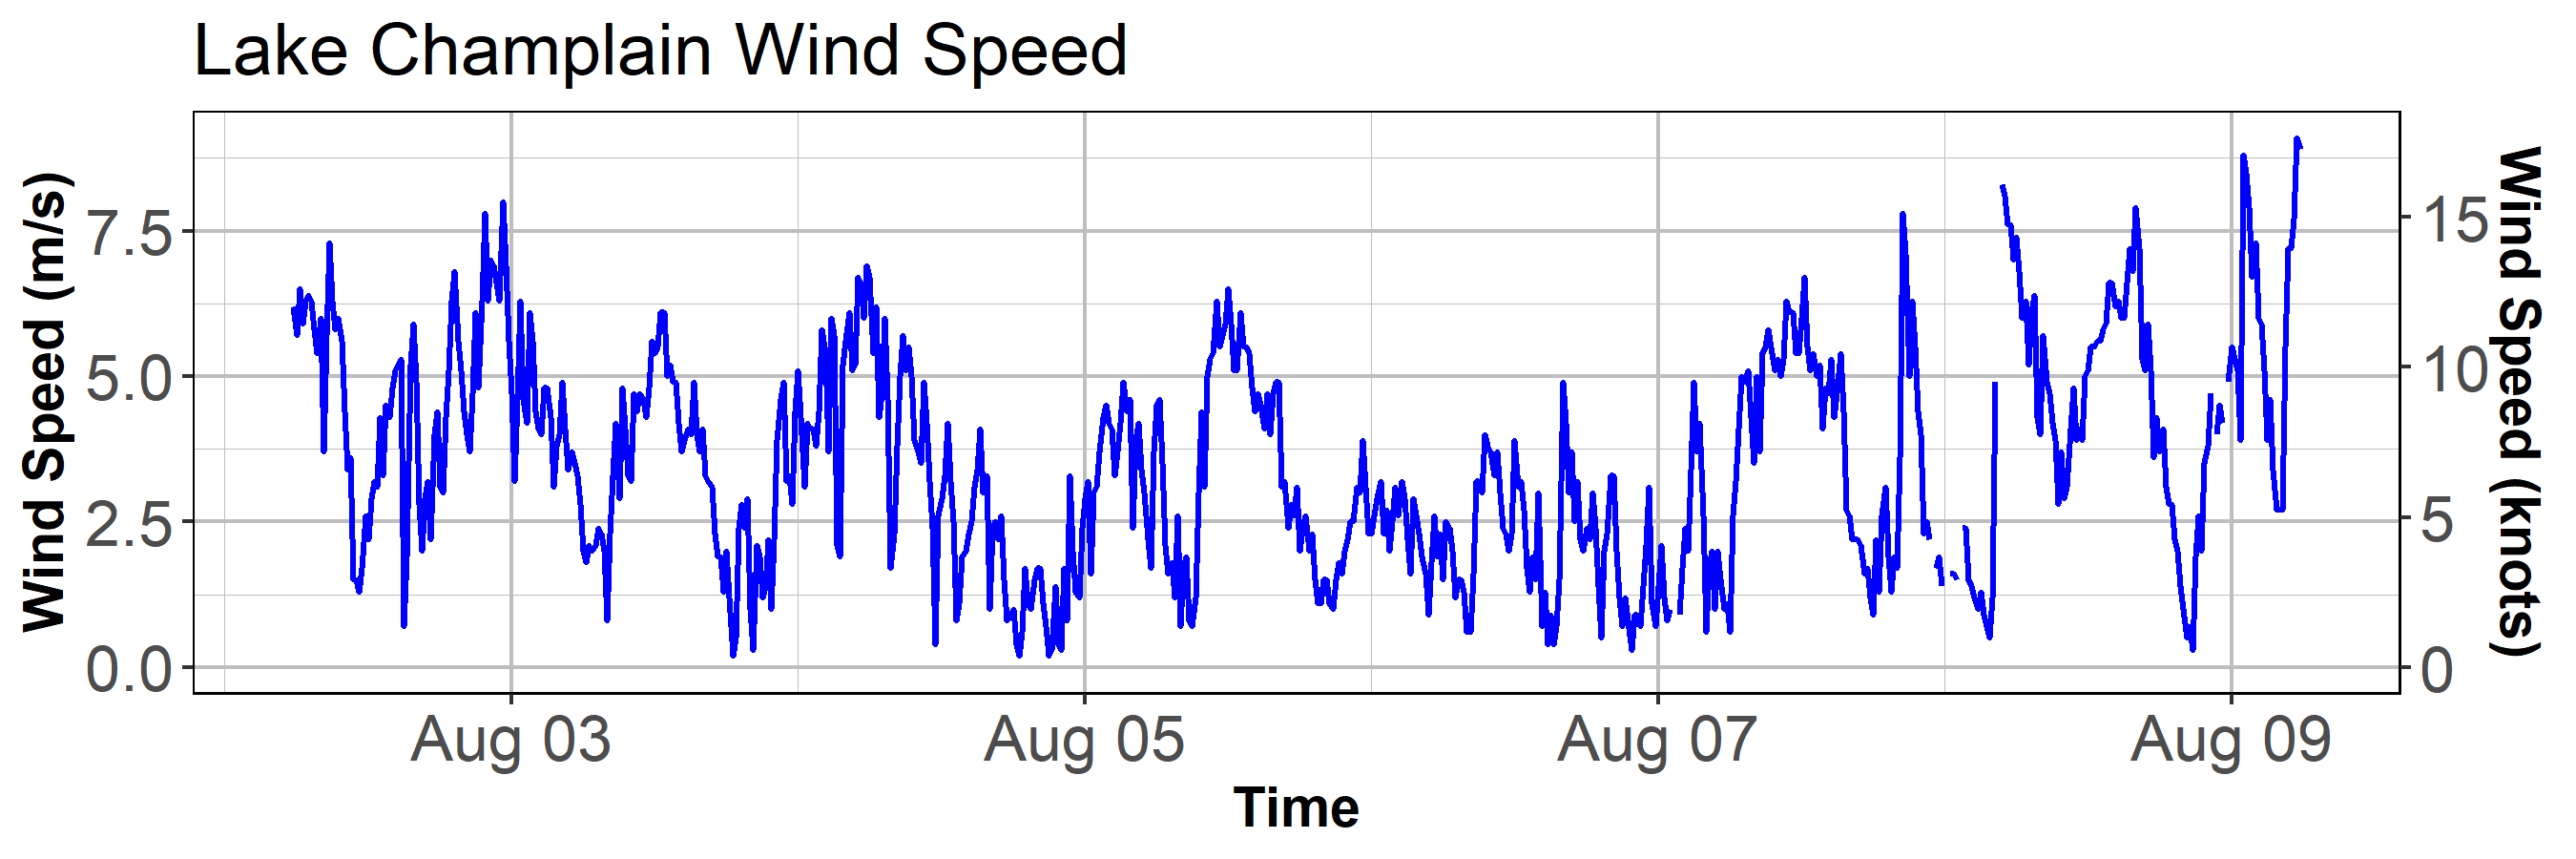 Lake Champlain Wind Speed
Wind Speed (m/s)
7.5
5.0
2.5
0.0
15
10
5
0
Wind Speed (knots)
Aug 03
Aug 05
Aug 07
Aug 09
Time